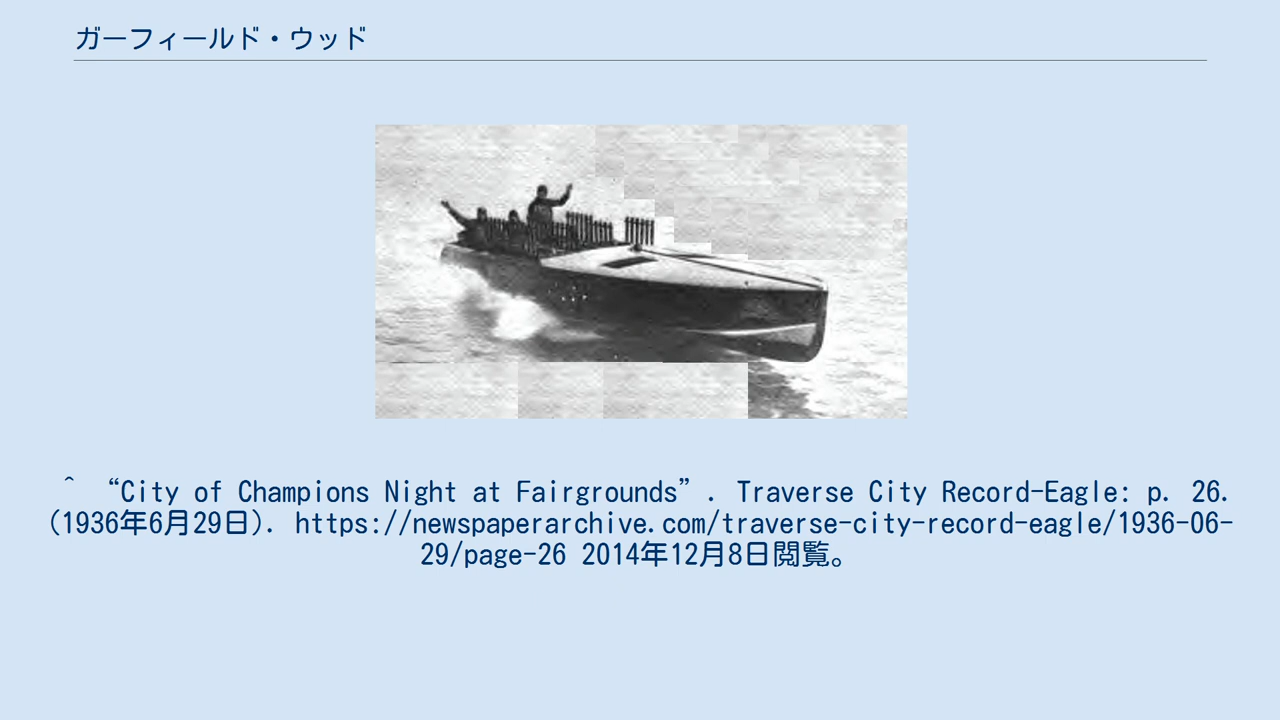 ガーフィールド・ウッド
^ “City of Champions Night at Fairgrounds”. Traverse City Record-Eagle: p. 26.
(1936年6月29日). https://newspaperarchive.com/traverse-city-record-eagle/1936-06-
29/page-26 2014年12月8日閲覧。